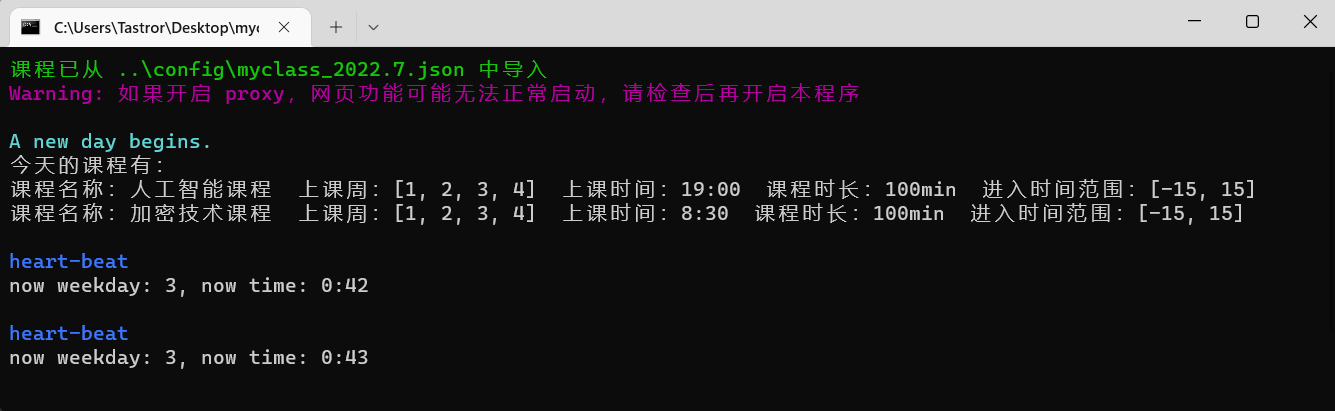 C:\Users\Tastror\Desktop\myc
课程已从 ..\config\myclass_2022.7.json 中导入
Warning: 如果开启 proxy，网页功能可能无法正常启动，请检查后再开启本程序
A new day begins.
今天的课程有：
课程名称：人工智能课程  上课周：[1, 2, 3, 4]  上课时间：19:00  课程时长：100min  进入时间范围：[-15, 15]
课程名称：加密技术课程  上课周：[1, 2, 3, 4]  上课时间：8:30  课程时长：100min  进入时间范围：[-15, 15]
heart-beat
now weekday: 3, now time: 0:42
heart-beat
now weekday: 3, now time: 0:43